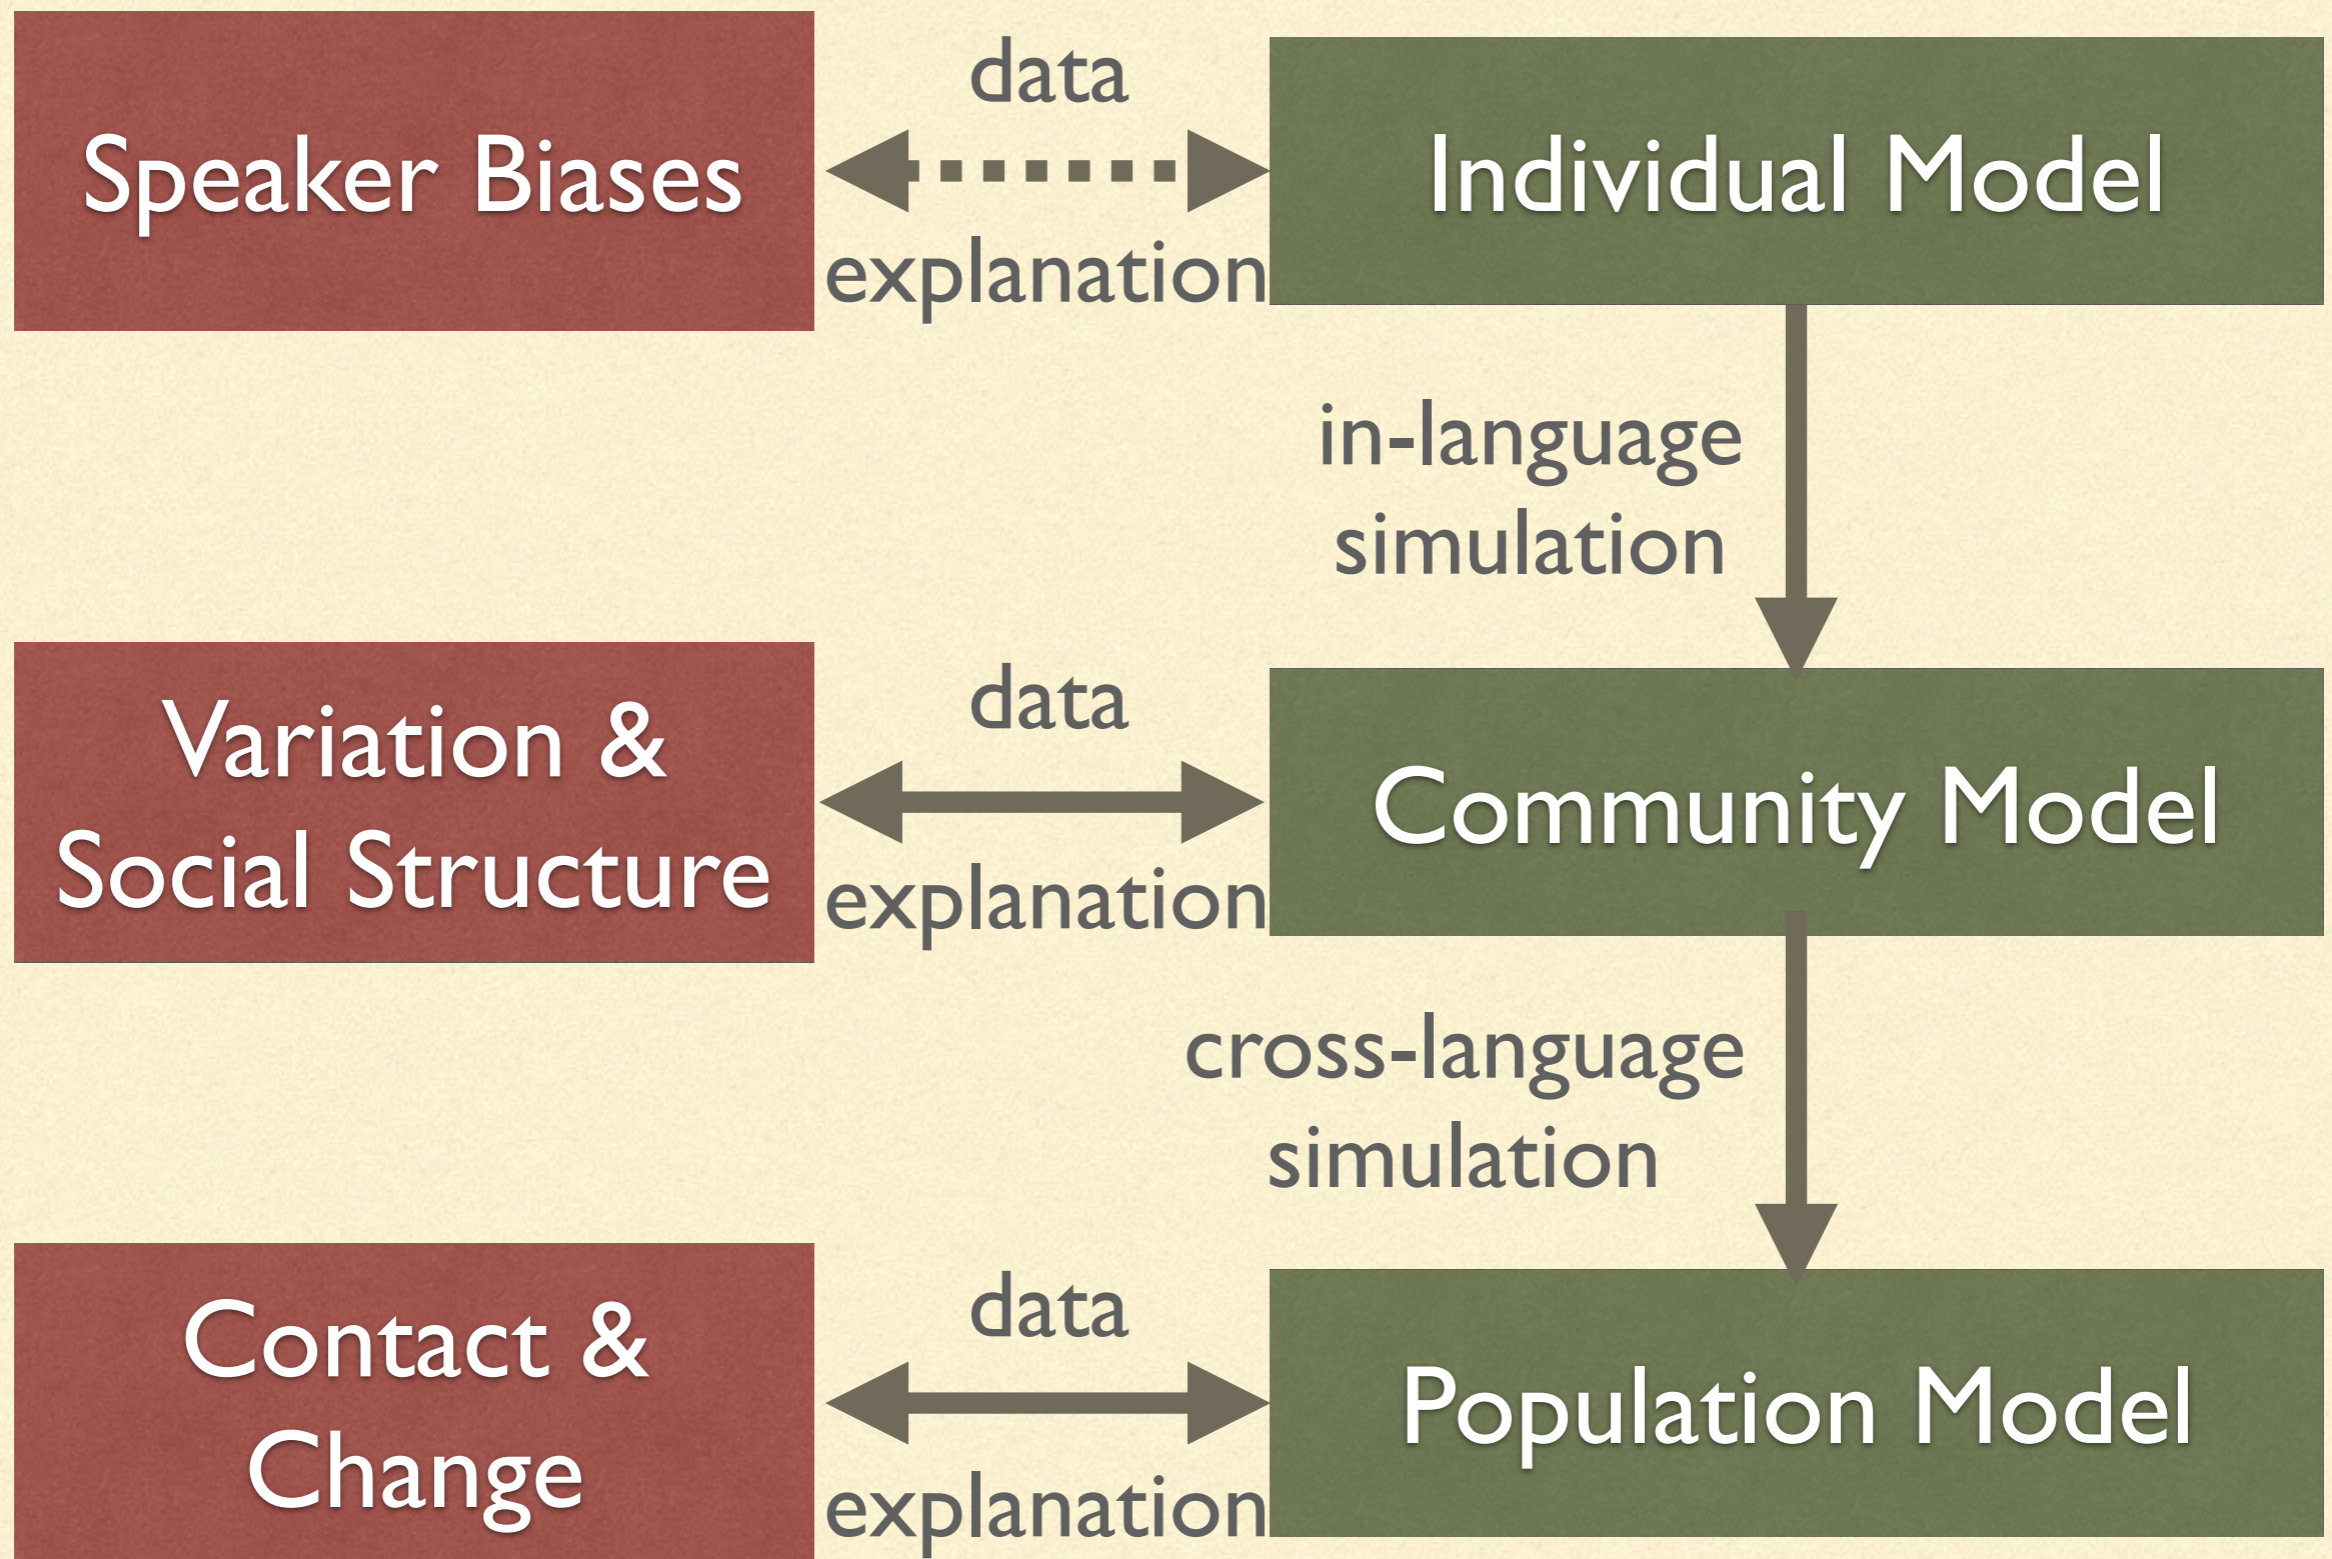 data
Speaker Biases
Individual Model
explanation
in-language
simulation
data
Variation &
Social Structure
Community Model
explanation
cross-language
simulation
data
Contact &
Change
Population Model
explanation